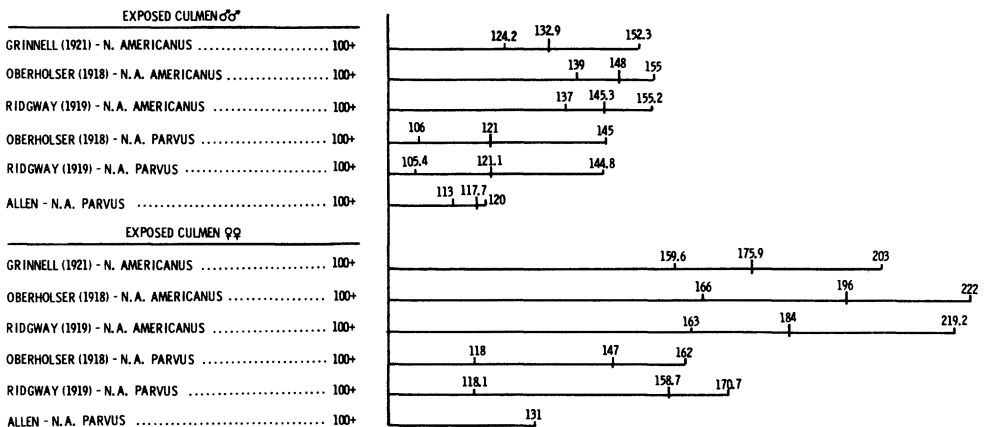 EXPOSED CULMEN ♂♂
GRINNELL (1921) - N. AMERICANUS .................. 100+ 124.2 132.9 152.3
OBERHOLSER (1918) - N.A. AMERICANUS .............. 100+ 139 148 155
RIDGWAY (1919) - N.A. AMERICANUS ................. 100+ 137 145.3 155.2
OBERHOLSER (1918) - N.A. PARVUS .................. 100+ 106 121 145
RIDGWAY (1919) - N.A. PARVUS ..................... 100+ 105.4 121.1 144.8
ALLEN - N.A. PARVUS .............................. 100+ 113 117.7 120
EXPOSED CULMEN ♀♀
GRINNELL (1921) - N. AMERICANUS .................. 100+ 159.6 175.9 203
OBERHOLSER (1918) - N.A. AMERICANUS .............. 100+ 166 196 222
RIDGWAY (1919) - N.A. AMERICANUS ................. 100+ 163 184 219.2
OBERHOLSER (1918) - N.A. PARVUS .................. 100+ 118 147 162
RIDGWAY (1919) - N.A. PARVUS ..................... 100+ 118.1 158.7 170.7
ALLEN - N.A. PARVUS .............................. 100+ 131